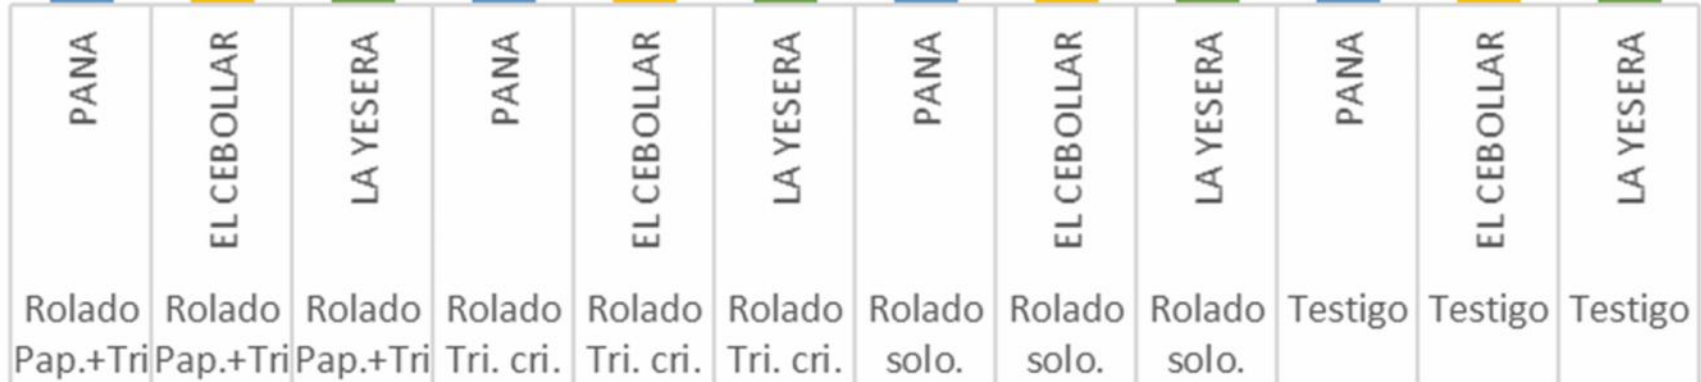 PANA
EL CEBOLLAR
LA YESERA
PANA
EL CEBOLLAR
LA YESERA
PANA
EL CEBOLLAR
LA YESERA
PANA
EL CEBOLLAR
LA YESERA
Rolado Rolado Rolado Rolado Rolado Rolado Rolado Rolado Rolado Testigo Testigo Testigo
Pap.+Tri Pap.+Tri Pap.+Tri Tri. cri. Tri. cri. Tri. cri. solo. solo. solo.